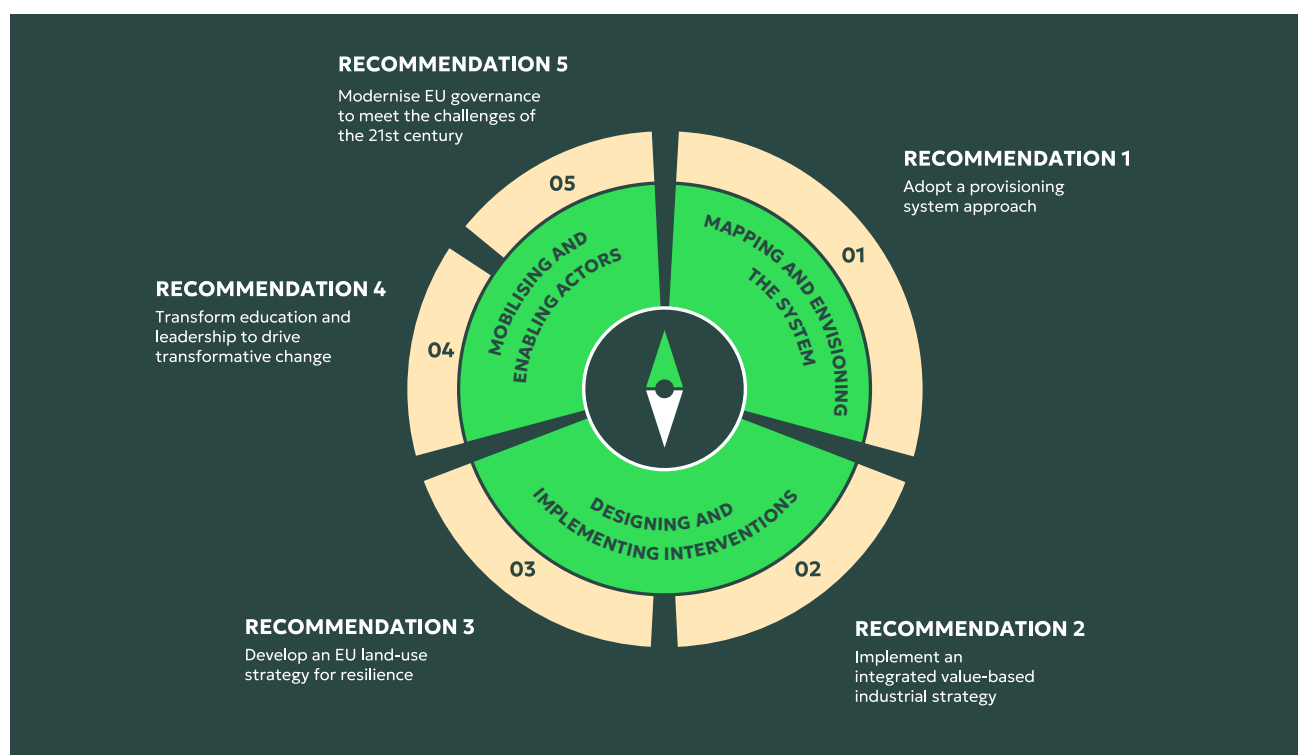 RECOMMENDATION 5
Modernise EU governance
to meet the challenges of
the 21st century
RECOMMENDATION 1
Adopt a provisioning
system approach
RECOMMENDATION 4
Transform education and
leadership to drive
transformative change
RECOMMENDATION 3
Develop an EU land-use
strategy for resilience
RECOMMENDATION 2
Implement an
integrated value-based
industrial strategy
05
01
04
03
02
MOBILISING AND
ENABLING ACTORS
MAPPING AND ENVISIONING
THE SYSTEM
DESIGNING AND
IMPLEMENTING INTERVENTIONS